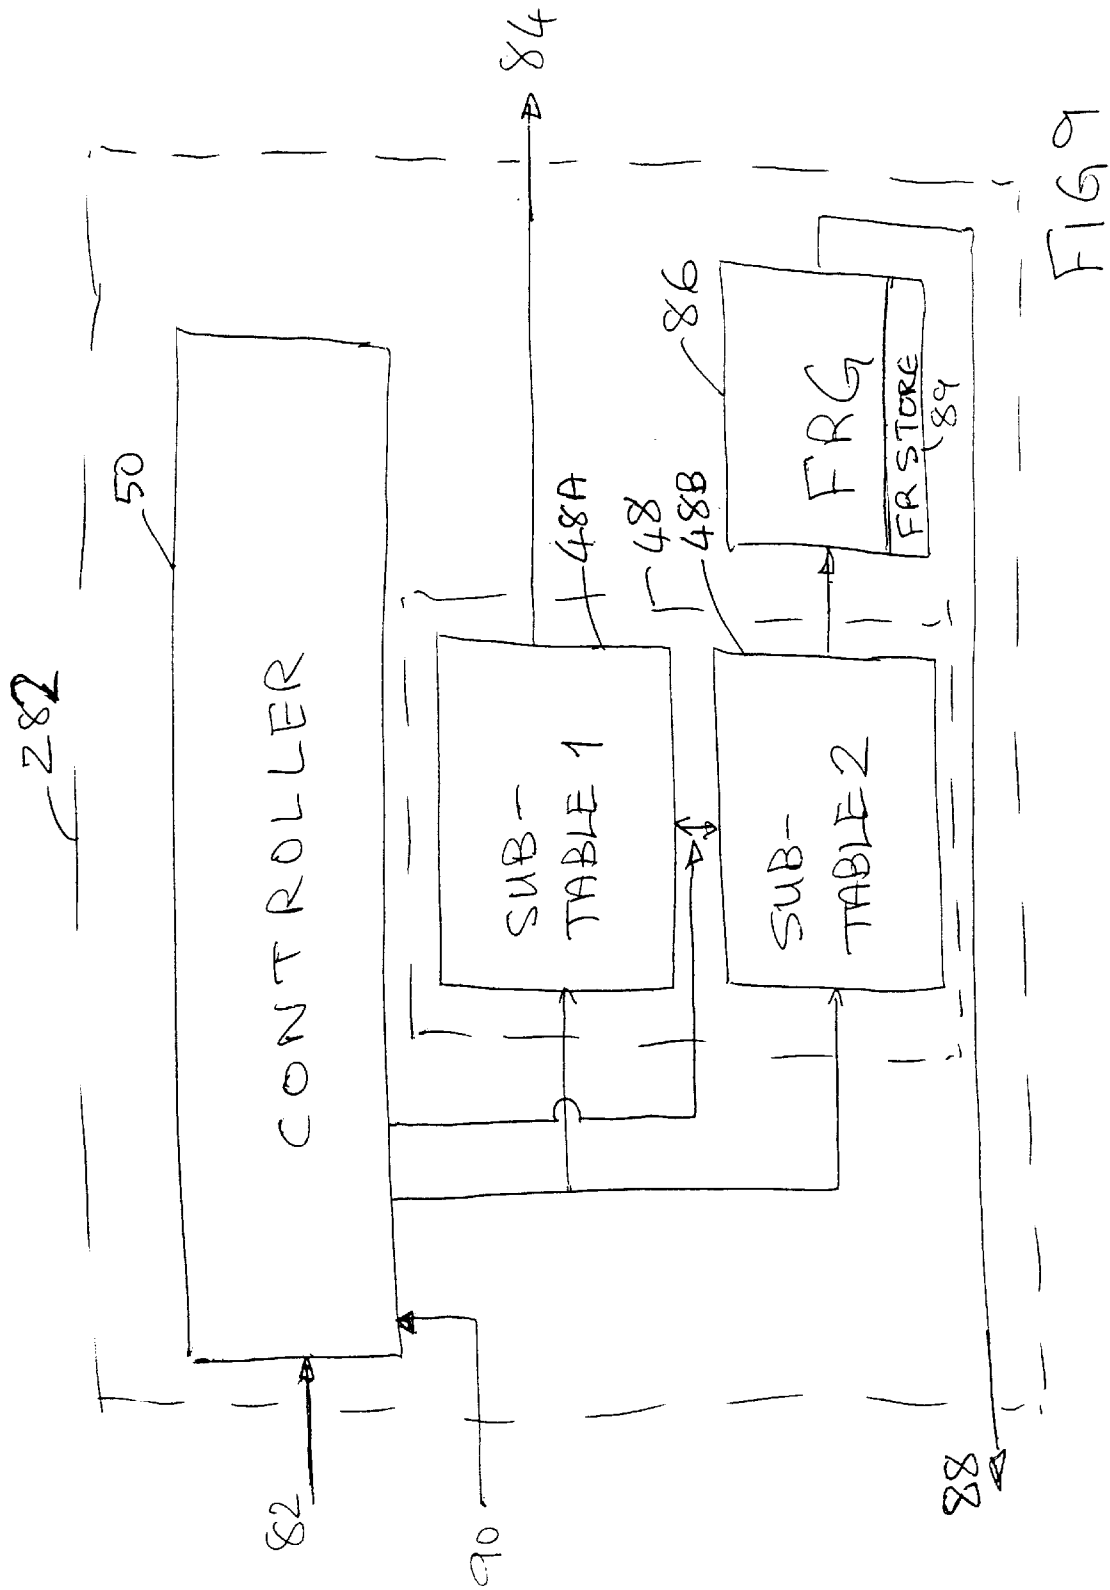 282
50
CONTROLLER
82
90
84
48A
48
48B
SUB-
TABLE 1
SUB-
TABLE 2
86
FRG
FR STORE
89
88
FIG 9